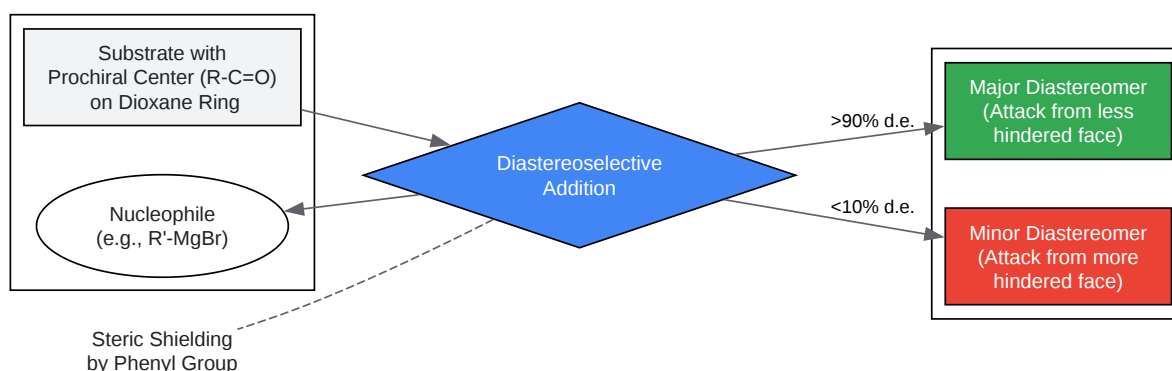 Substrate with
Prochiral Center (R-C=O)
on Dioxane Ring
Nucleophile
(e.g., R'-MgBr)
Steric Shielding
by Phenyl Group
Diastereoselective
Addition
>90% d.e.
<10% d.e.
Major Diastereomer
(Attack from less
hindered face)
Minor Diastereomer
(Attack from more
hindered face)